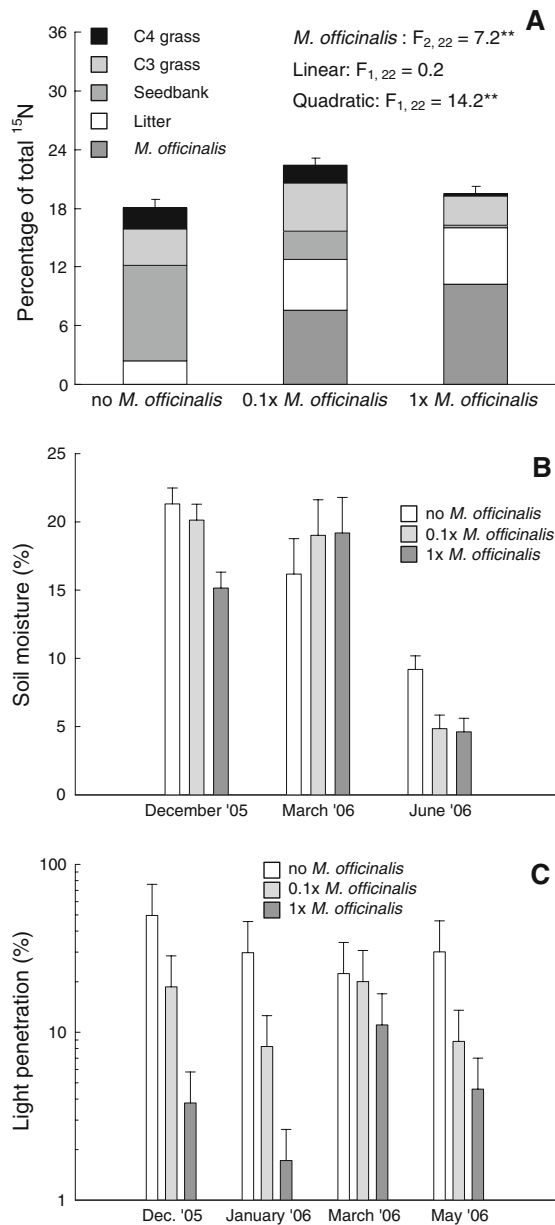 A
36
30
24
18
12
6
0
Percentage of total ¹⁵N
C4 grass
C3 grass
Seedbank
Litter
M. officinalis
M. officinalis : F₂, ₂₂ = 7.2**
Linear: F₁, ₂₂ = 0.2
Quadratic: F₁, ₂₂ = 14.2**
no M. officinalis
0.1x M. officinalis
1x M. officinalis
B
25
20
15
10
5
0
Soil moisture (%)
no M. officinalis
0.1x M. officinalis
1x M. officinalis
December '05
March '06
June '06
C
100
10
1
Light penetration (%)
no M. officinalis
0.1x M. officinalis
1x M. officinalis
Dec. '05
January '06
March '06
May '06